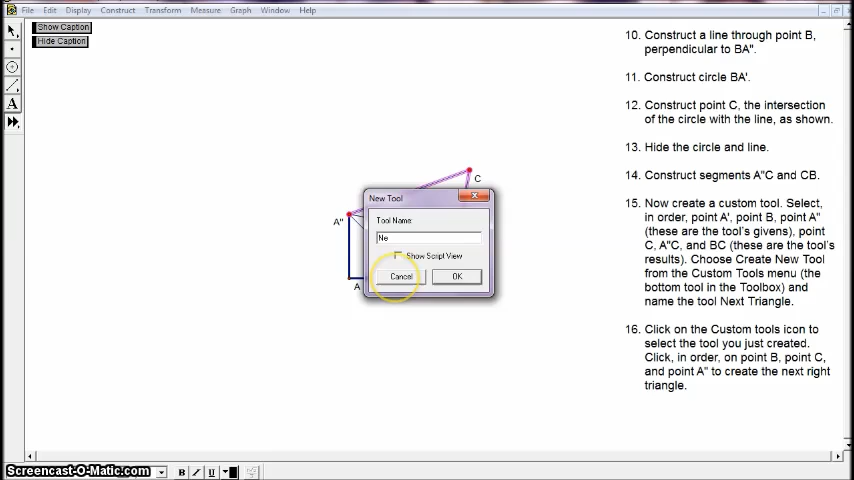 File Edit Display Construct Transform Measure Graph Window Help
Show Caption
Hide Caption
10. Construct a line through point B,
perpendicular to BA".
11. Construct circle BA'.
12. Construct point C, the intersection
of the circle with the line, as shown.
13. Hide the circle and line.
14. Construct segments A"C and CB.
15. Now create a custom tool. Select,
in order, point A', point B, point A"
(these are the tool's givens), point
C, A"C, and BC (these are the tool's
results). Choose Create New Tool
from the Custom Tools menu (the
bottom tool in the Toolbox) and
name the tool Next Triangle.
16. Click on the Custom tools icon to
select the tool you just created.
Click, in order, on point B, point C,
and point A" to create the next right
triangle.
A
C
A"
A
New Tool
Tool Name:
Ne
Show Script View
Cancel OK
Screencast-O-Matic.com
B I U